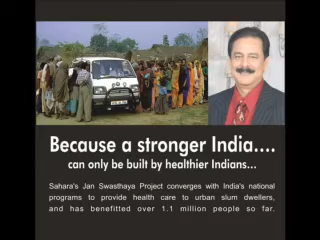 Because a stronger India....
can only be built by healthier Indians...
Sahara's Jan Swasthaya Project converges with India's national
programs to provide health care to urban slum dwellers,
and has benefitted over 1.1 million people so far.